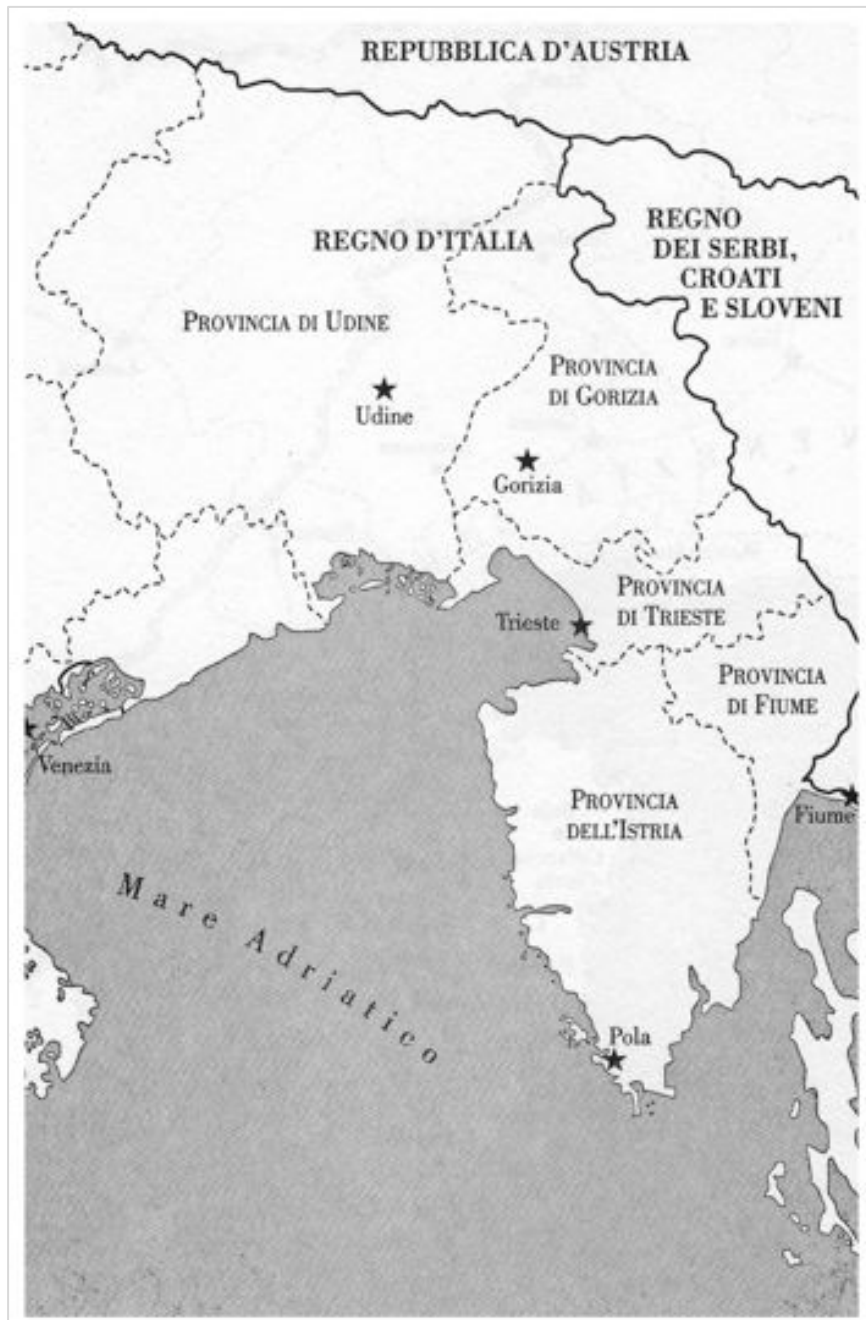 REPUBBLICA D'AUSTRIA
REGNO D'ITALIA
REGNO
DEI SERBI,
CROATI
E SLOVENI
PROVINCIA DI UDINE
Udine
PROVINCIA
DI GORIZIA
Gorizia
PROVINCIA
DI TRIESTE
Trieste
PROVINCIA
DI FIUME
Fiume
Venezia
PROVINCIA
DELL'ISTRIA
Mare Adriatico
Pola